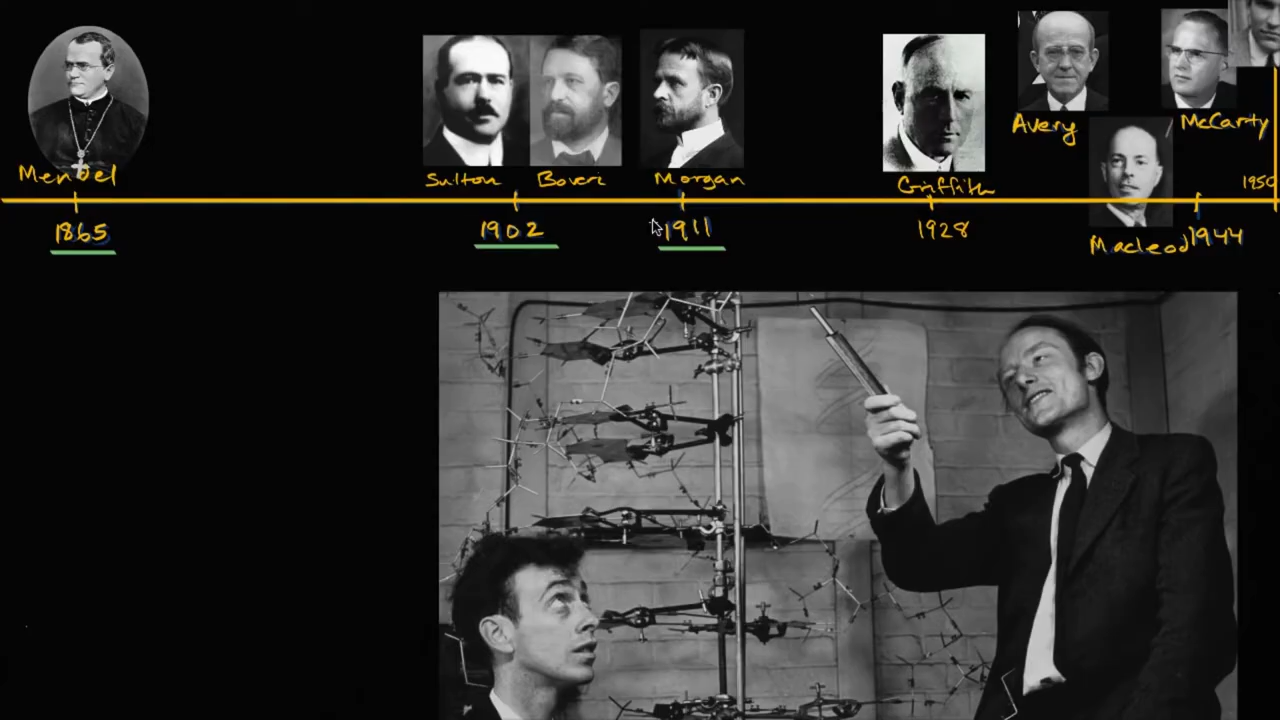 Mendel
Sutton
Boveri
Morgan
Griffith
Avery
McCarty
Macleod
1865
1902
1911
1928
1944
1950